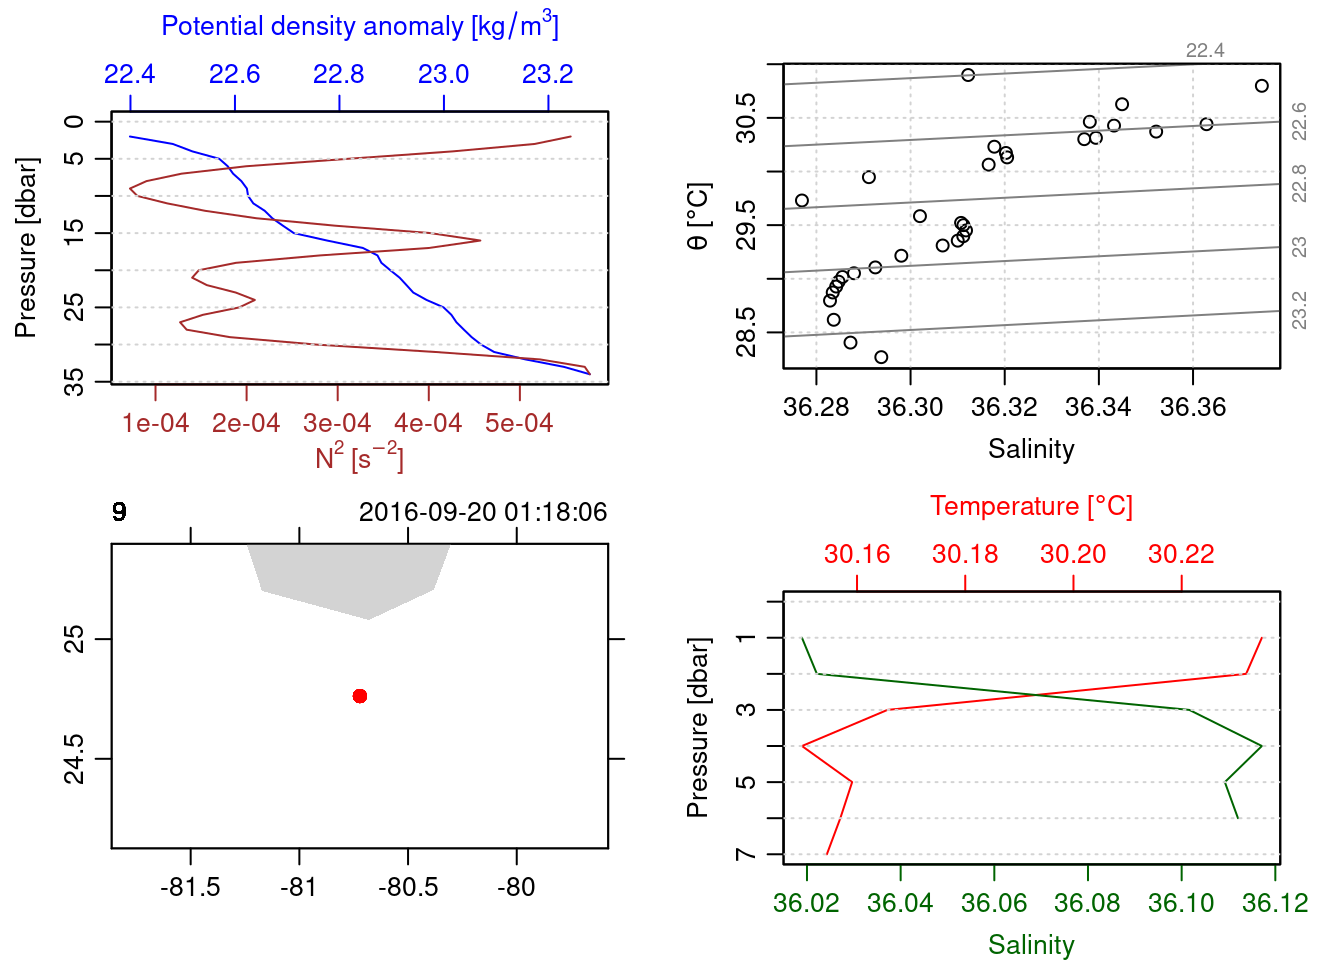 Potential density anomaly [kg/m³]
22.4 22.6 22.8 23.0 23.2
Pressure [dbar]
0
5
15
25
35
1e-04 2e-04 3e-04 4e-04 5e-04
N² [s⁻²]
22.4
θ [°C]
30.5
29.5
28.5
22.6
22.8
23
23.2
36.28 36.30 36.32 36.34 36.36
Salinity
2016-09-20 01:18:06
25
24.5
-81.5 -81 -80.5 -80
Temperature [°C]
30.16 30.18 30.20 30.22
Pressure [dbar]
1
3
5
7
36.02 36.04 36.06 36.08 36.10 36.12
Salinity